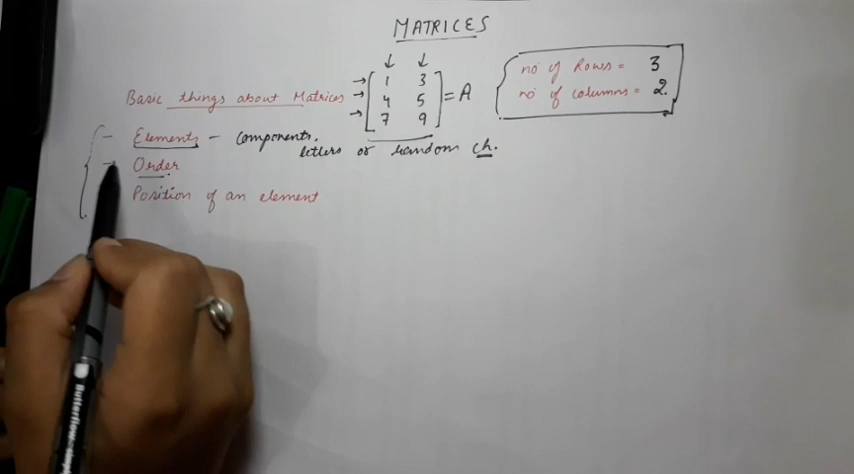 MATRICES
Basic things about Matrices [1 3 = A
4 5
7 9]
no of Rows = 3
no of columns = 2.
- Elements - components.
letters or random ch.
- Order
Position of an element
Butterflow